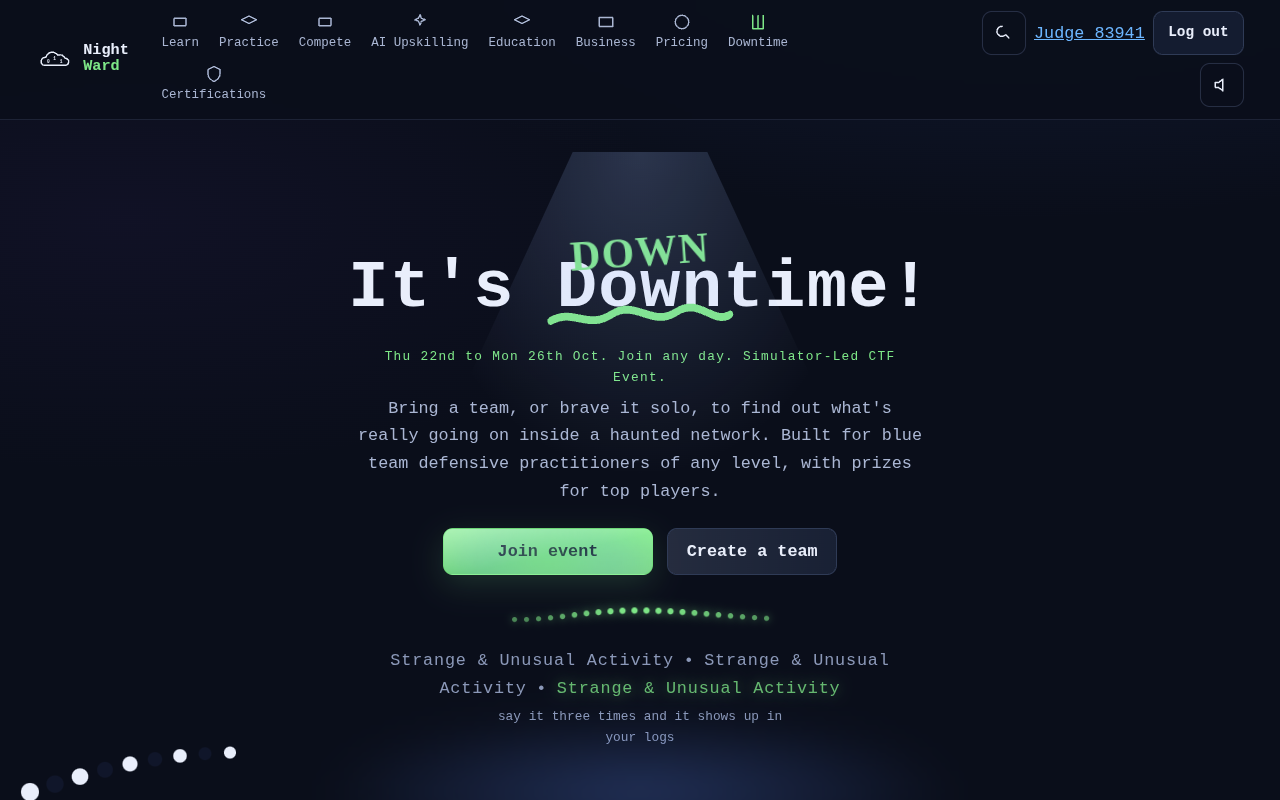 Night
Ward
Learn
Practice
Compete
AI Upskilling
Education
Business
Pricing
Downtime
Certifications
Judge 83941
Log out
DOWN
It's Downtime!
Thu 22nd to Mon 26th Oct. Join any day. Simulator-Led CTF
Event.
Bring a team, or brave it solo, to find out what's
really going on inside a haunted network. Built for blue
team defensive practitioners of any level, with prizes
for top players.
Join event
Create a team
Strange & Unusual Activity • Strange & Unusual
Activity • Strange & Unusual Activity
say it three times and it shows up in
your logs